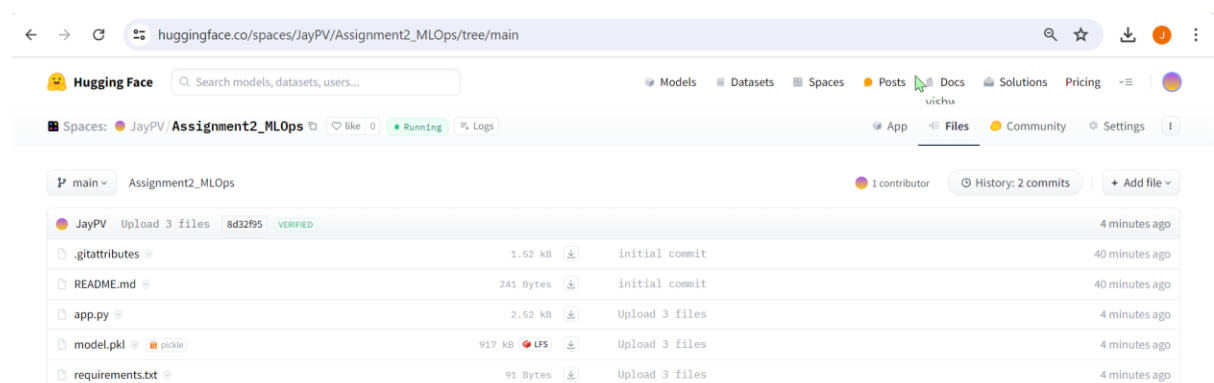 huggingface.co/spaces/JayPV/Assignment2_MLOps/tree/main J
Hugging Face Search models, datasets, users... Models Datasets Spaces Posts Docs Solutions Pricing
vishu
Spaces: JayPV/Assignment2_MLOps like 0 Running Logs App Files Community Settings
main Assignment2_MLOps 1 contributor History: 2 commits + Add file
JayPV Upload 3 files 8d32f95 VERIFIED 4 minutes ago
.gitattributes 1.52 kB initial commit 40 minutes ago
README.md 241 Bytes initial commit 40 minutes ago
app.py 2.52 kB Upload 3 files 4 minutes ago
model.pkl pickle 917 kB LFS Upload 3 files 4 minutes ago
requirements.txt 91 Bytes Upload 3 files 4 minutes ago